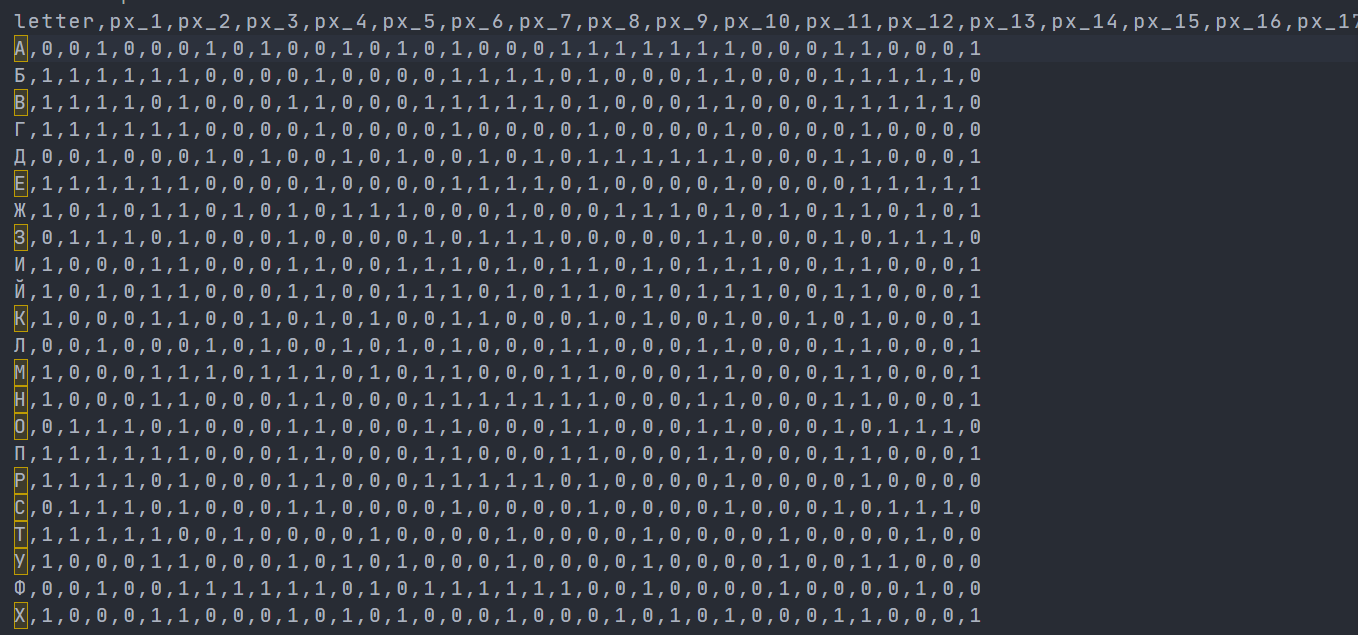 letter,px_1,px_2,px_3,px_4,px_5,px_6,px_7,px_8,px_9,px_10,px_11,px_12,px_13,px_14,px_15,px_16,px_17
А,0,0,1,0,0,0,1,0,1,0,0,1,0,1,0,1,0,0,0,1,1,1,1,1,1,1,0,0,0,1,1,0,0,0,1
Б,1,1,1,1,1,1,0,0,0,0,1,0,0,0,0,1,1,1,1,0,1,0,0,0,1,1,0,0,0,1,1,1,1,1,0
В,1,1,1,1,0,1,0,0,0,1,1,0,0,0,1,1,1,1,1,0,1,0,0,0,1,1,0,0,0,1,1,1,1,1,0
Г,1,1,1,1,1,1,0,0,0,0,1,0,0,0,0,1,0,0,0,0,1,0,0,0,0,1,0,0,0,0,1,0,0,0,0
Д,0,0,1,0,0,0,1,0,1,0,0,1,0,1,0,0,1,0,1,0,1,1,1,1,1,1,0,0,0,1,1,0,0,0,1
Е,1,1,1,1,1,1,0,0,0,0,1,0,0,0,0,1,1,1,1,0,1,0,0,0,0,1,0,0,0,0,1,1,1,1,1
Ж,1,0,1,0,1,1,0,1,0,1,0,1,1,1,0,0,0,1,0,0,0,1,1,1,0,1,0,1,0,1,1,0,1,0,1
З,0,1,1,1,0,1,0,0,0,1,0,0,0,0,1,0,1,1,1,0,0,0,0,0,1,1,0,0,0,1,0,1,1,1,0
И,1,0,0,0,1,1,0,0,0,1,1,0,0,1,1,1,0,1,0,1,1,0,1,0,1,1,1,0,0,1,1,0,0,0,1
Й,1,0,1,0,1,1,0,0,0,1,1,0,0,1,1,1,0,1,0,1,1,0,1,0,1,1,1,0,0,1,1,0,0,0,1
К,1,0,0,0,1,1,0,0,1,0,1,0,1,0,0,1,1,0,0,0,1,0,1,0,0,1,0,0,1,0,1,0,0,0,1
Л,0,0,1,0,0,0,1,0,1,0,0,1,0,1,0,1,0,0,0,1,1,0,0,0,1,1,0,0,0,1,1,0,0,0,1
М,1,0,0,0,1,1,1,0,1,1,1,0,1,0,1,1,0,0,0,1,1,0,0,0,1,1,0,0,0,1,1,0,0,0,1
Н,1,0,0,0,1,1,0,0,0,1,1,0,0,0,1,1,1,1,1,1,1,0,0,0,1,1,0,0,0,1,1,0,0,0,1
О,0,1,1,1,0,1,0,0,0,1,1,0,0,0,1,1,0,0,0,1,1,0,0,0,1,1,0,0,0,1,0,1,1,1,0
П,1,1,1,1,1,1,0,0,0,1,1,0,0,0,1,1,0,0,0,1,1,0,0,0,1,1,0,0,0,1,1,0,0,0,1
Р,1,1,1,1,0,1,0,0,0,1,1,0,0,0,1,1,1,1,1,0,1,0,0,0,0,1,0,0,0,0,1,0,0,0,0
С,0,1,1,1,0,1,0,0,0,1,1,0,0,0,0,1,0,0,0,0,1,0,0,0,0,1,0,0,0,1,0,1,1,1,0
Т,1,1,1,1,1,0,0,1,0,0,0,0,1,0,0,0,0,1,0,0,0,0,1,0,0,0,0,1,0,0,0,0,1,0,0
У,1,0,0,0,1,1,0,0,0,1,0,1,0,1,0,0,0,1,0,0,0,0,1,0,0,0,0,1,0,0,1,1,0,0,0
Ф,0,0,1,0,0,1,1,1,1,1,1,0,1,0,1,1,1,1,1,1,0,0,1,0,0,0,0,1,0,0,0,0,1,0,0
Х,1,0,0,0,1,1,0,0,0,1,0,1,0,1,0,0,0,1,0,0,0,1,0,1,0,1,0,0,0,1,1,0,0,0,1